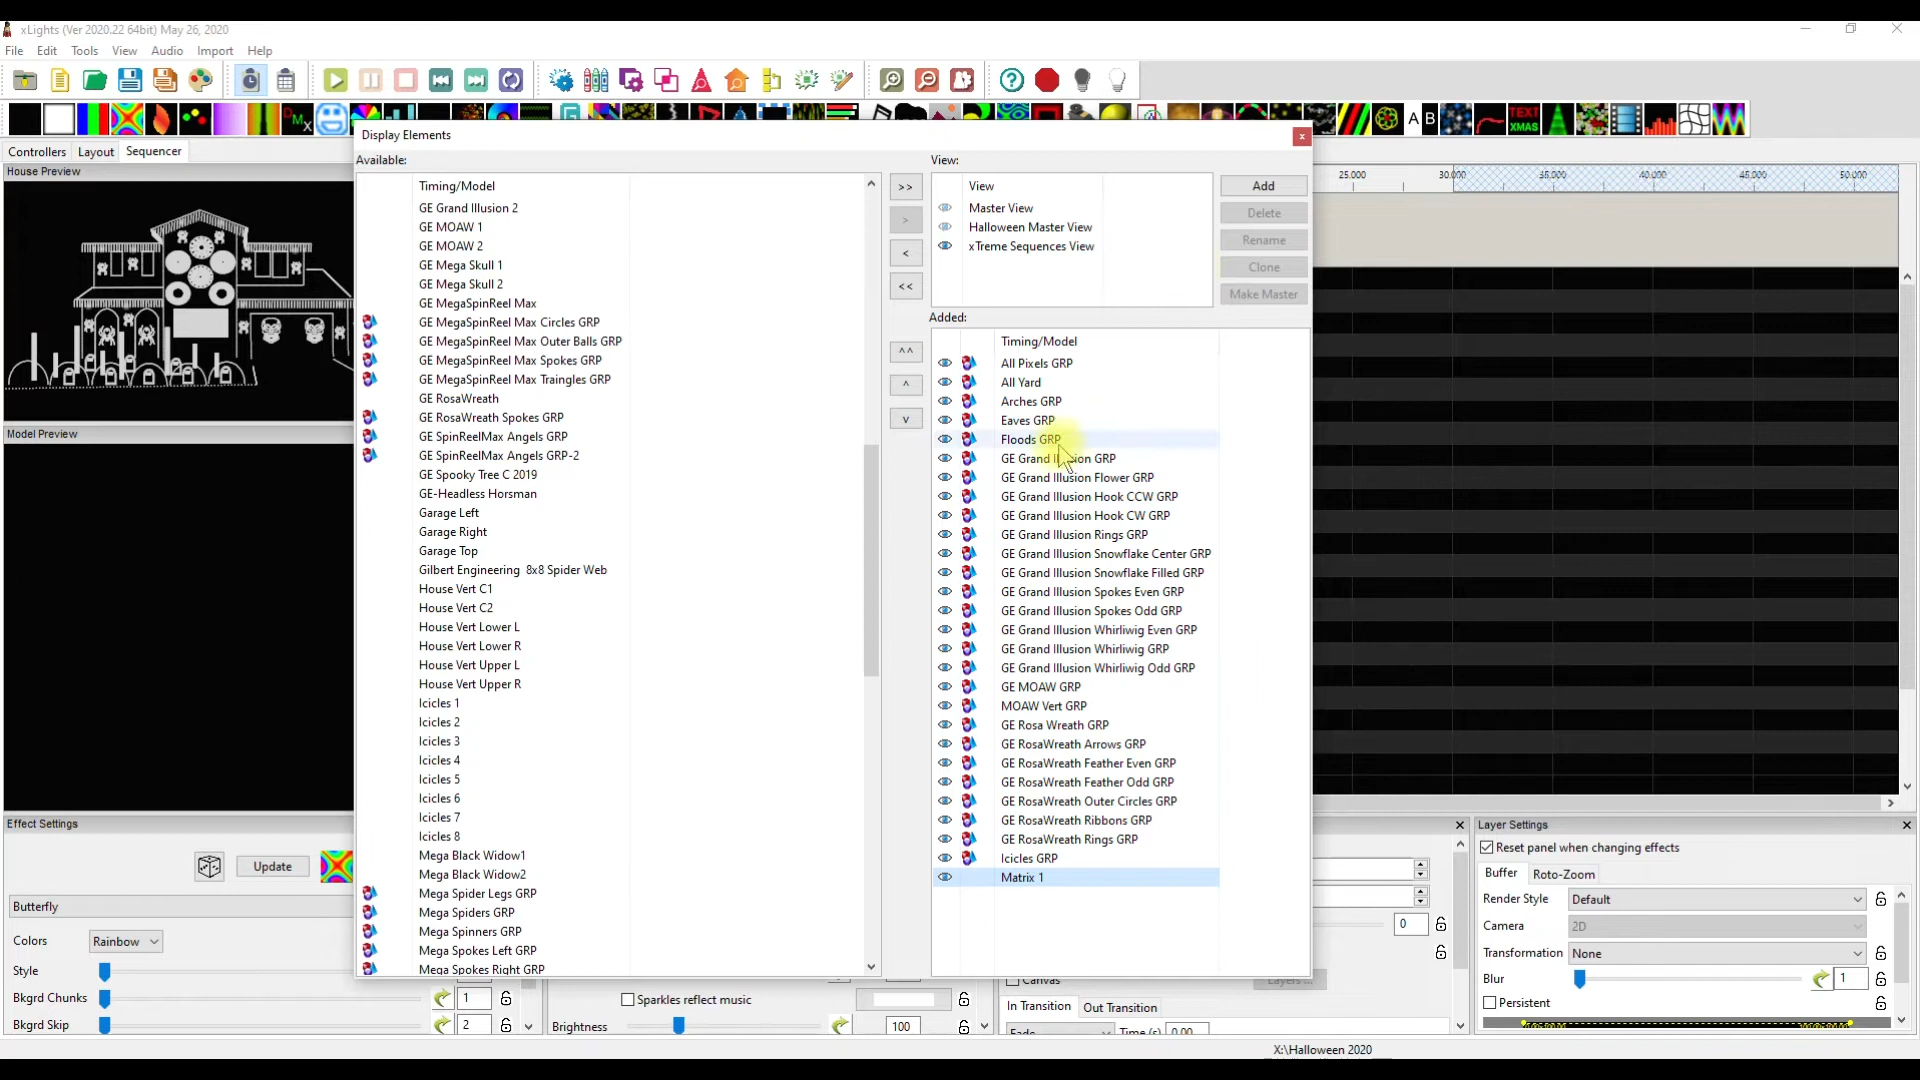 xLights (Ver 2020.22 64bit) May 26, 2020
File Edit Tools View Audio Import Help
A B
TEXT XMAS
Controllers Layout Sequencer
House Preview
Model Preview
Display Elements
Available:
Timing/Model
GE Grand Illusion 2
GE MOAW 1
GE MOAW 2
GE Mega Skull 1
GE Mega Skull 2
GE MegaSpinReel Max
GE MegaSpinReel Max Circles GRP
GE MegaSpinReel Max Outer Balls GRP
GE MegaSpinReel Max Spokes GRP
GE MegaSpinReel Max Traingles GRP
GE RosaWreath
GE RosaWreath Spokes GRP
GE SpinReelMax Angels GRP
GE SpinReelMax Angels GRP-2
GE Spooky Tree C 2019
GE-Headless Horsman
Garage Left
Garage Right
Garage Top
Gilbert Engineering 8x8 Spider Web
House Vert C1
House Vert C2
House Vert Lower L
House Vert Lower R
House Vert Upper L
House Vert Upper R
Icicles 1
Icicles 2
Icicles 3
Icicles 4
Icicles 5
Icicles 6
Icicles 7
Icicles 8
Mega Black Widow1
Mega Black Widow2
Mega Spider Legs GRP
Mega Spiders GRP
Mega Spinners GRP
Mega Spokes Left GRP
Mega Spokes Right GRP
>>
>
<
<<
^^
^
v
View:
View
Master View
Halloween Master View
xTreme Sequences View
Add
Delete
Rename
Clone
Make Master
Added:
Timing/Model
All Pixels GRP
All Yard
Arches GRP
Eaves GRP
Floods GRP
GE Grand Illusion GRP
GE Grand Illusion Flower GRP
GE Grand Illusion Hook CCW GRP
GE Grand Illusion Hook CW GRP
GE Grand Illusion Rings GRP
GE Grand Illusion Snowflake Center GRP
GE Grand Illusion Snowflake Filled GRP
GE Grand Illusion Spokes Even GRP
GE Grand Illusion Spokes Odd GRP
GE Grand Illusion Whirliwig Even GRP
GE Grand Illusion Whirliwig GRP
GE Grand Illusion Whirliwig Odd GRP
GE MOAW GRP
MOAW Vert GRP
GE Rosa Wreath GRP
GE RosaWreath Arrows GRP
GE RosaWreath Feather Even GRP
GE RosaWreath Feather Odd GRP
GE RosaWreath Outer Circles GRP
GE RosaWreath Ribbons GRP
GE RosaWreath Rings GRP
Icicles GRP
Matrix 1
25.000 30.000 35.000 40.000 45.000 50.000
Effect Settings
Update
Butterfly
Colors Rainbow
Style
Bkgrd Chunks 1
Bkgrd Skip 2
Sparkles reflect music
Brightness 100
0
Canvas
Layers ...
In Transition Out Transition
Fade Time (s) 0.00
Layer Settings
Reset panel when changing effects
Buffer Roto-Zoom
Render Style Default
Camera 2D
Transformation None
Blur 1
Persistent
X:\Halloween 2020